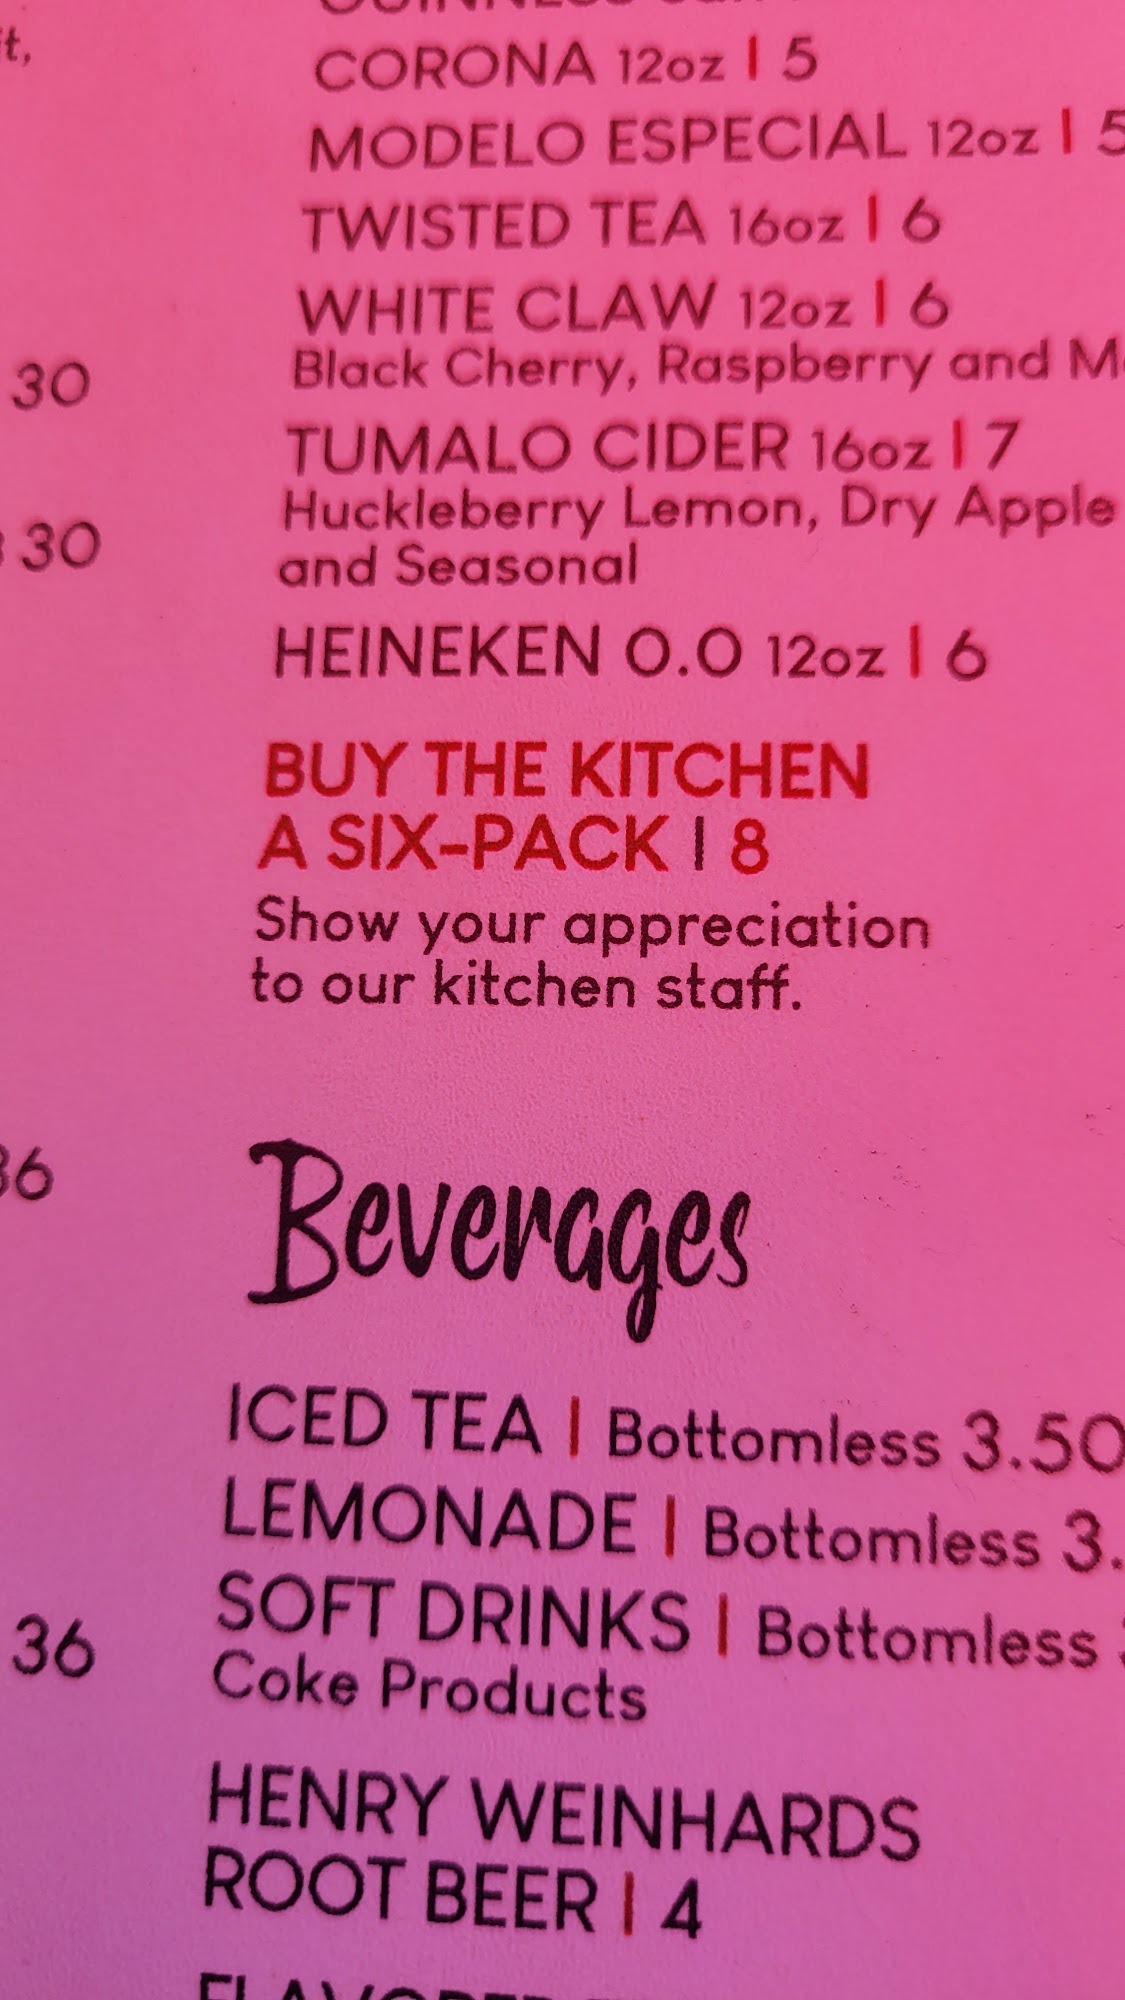 CORONA 12oz | 5
MODELO ESPECIAL 12oz | 5
TWISTED TEA 16oz | 6
WHITE CLAW 12oz | 6
Black Cherry, Raspberry and
30
TUMALO CIDER 16oz | 7
Huckleberry Lemon, Dry Apple
and Seasonal
30
HEINEKEN 0.0 12oz | 6
BUY THE KITCHEN
A SIX-PACK | 8
Show your appreciation
to our kitchen staff.
36
Beverages
ICED TEA | Bottomless 3.50
LEMONADE | Bottomless 3.
SOFT DRINKS | Bottomless
Coke Products
36
HENRY WEINHARDS
ROOT BEER | 4